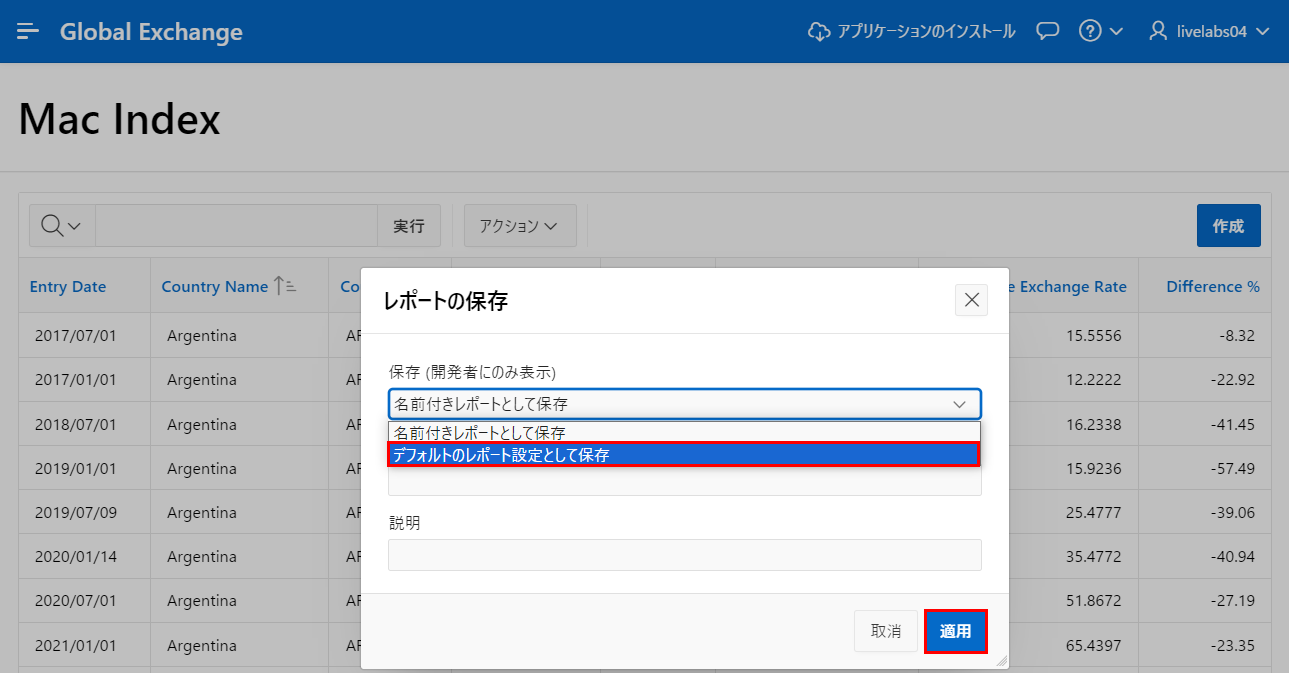 Global Exchange アプリケーションのインストール livelabs04
Mac Index
実行 アクション 作成
Entry Date Country Name Co e Exchange Rate Difference %
レポートの保存
2017/07/01 Argentina AR 15.5556 -8.32
保存 (開発者にのみ表示)
2017/01/01 Argentina AR 12.2222 -22.92
名前付きレポートとして保存
2018/07/01 Argentina AR 16.2338 -41.45
名前付きレポートとして保存
デフォルトのレポート設定として保存
2019/01/01 Argentina AR 15.9236 -57.49
2019/07/09 Argentina AR 25.4777 -39.06
説明
2020/01/14 Argentina AR 35.4772 -40.94
2020/07/01 Argentina AR 51.8672 -27.19
取消 適用
2021/01/01 Argentina AR 65.4397 -23.35